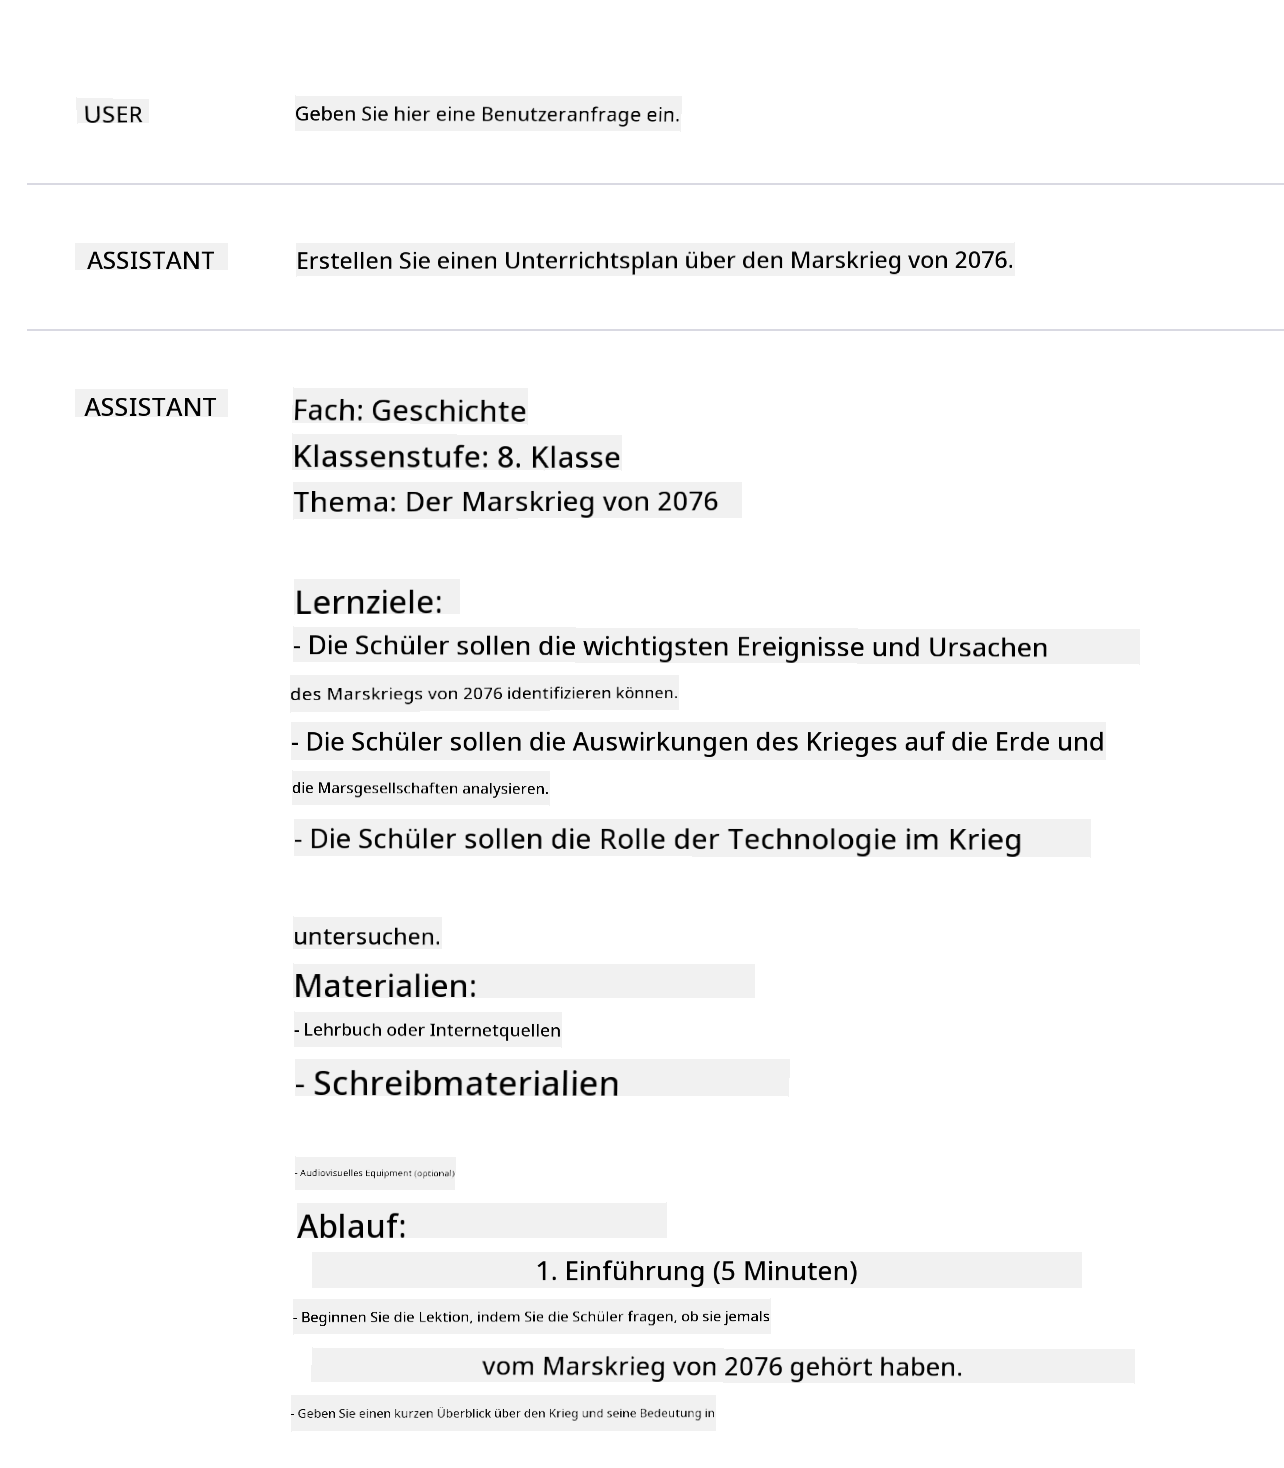 USER
Geben Sie hier eine Benutzeranfrage ein.
ASSISTANT
Erstellen Sie einen Unterrichtsplan über den Marskrieg von 2076.
ASSISTANT
Fach: Geschichte
Klassenstufe: 8. Klasse
Thema: Der Marskrieg von 2076
Lernziele:
- Die Schüler sollen die wichtigsten Ereignisse und Ursachen
des Marskriegs von 2076 identifizieren können.
- Die Schüler sollen die Auswirkungen des Krieges auf die Erde und
die Marsgesellschaften analysieren.
- Die Schüler sollen die Rolle der Technologie im Krieg
untersuchen.
Materialien:
- Lehrbuch oder Internetquellen
- Schreibmaterialien
- Audiovisuelles Equipment (optional)
Ablauf:
1. Einführung (5 Minuten)
- Beginnen Sie die Lektion, indem Sie die Schüler fragen, ob sie jemals
vom Marskrieg von 2076 gehört haben.
- Geben Sie einen kurzen Überblick über den Krieg und seine Bedeutung in